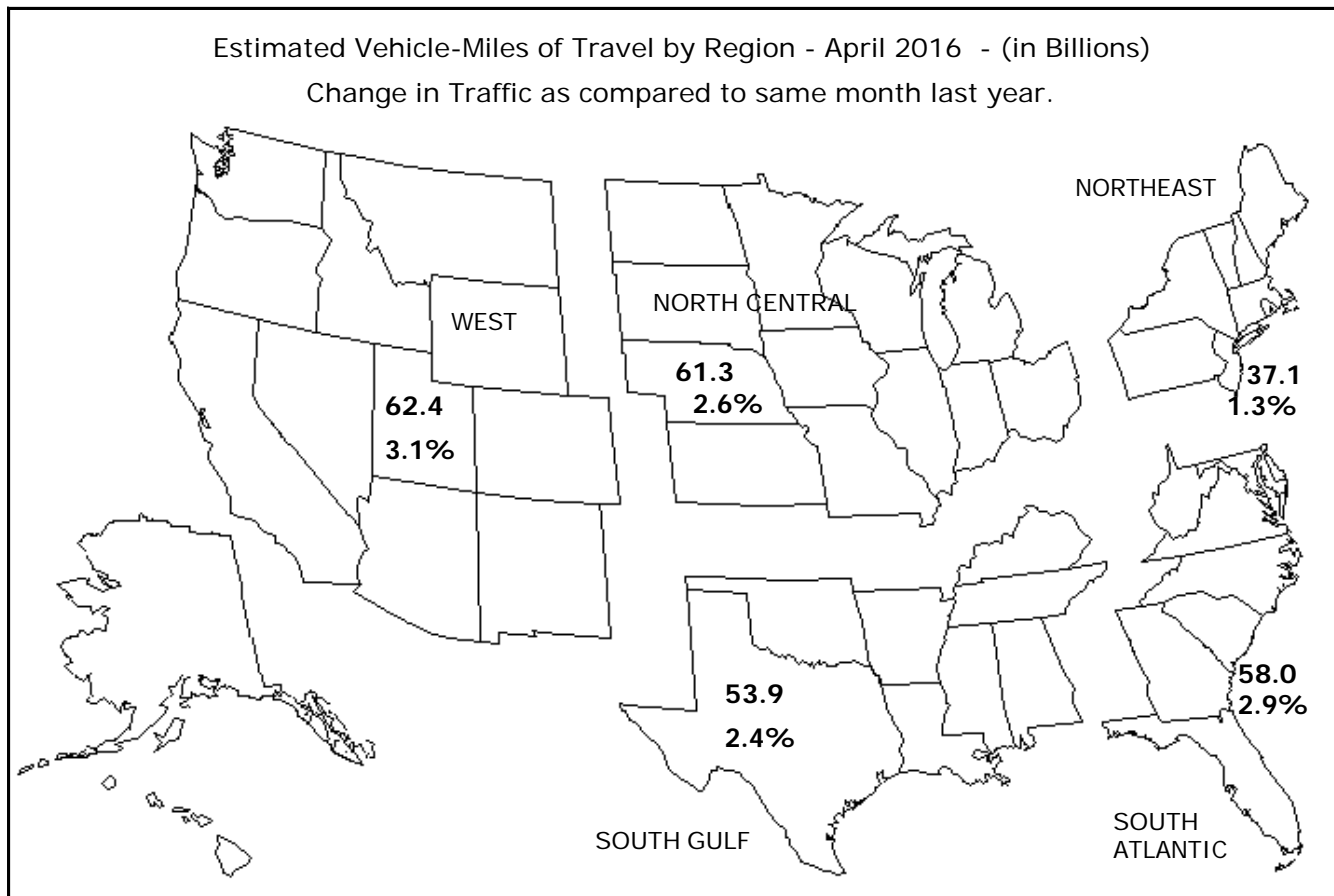 Estimated Vehicle-Miles of Travel by Region - April 2016 - (in Billions)
Change in Traffic as compared to same month last year.
NORTHEAST
37.1
1.3%
NORTH CENTRAL
61.3
2.6%
WEST
62.4
3.1%
58.0
2.9%
SOUTH
ATLANTIC
53.9
2.4%
SOUTH GULF